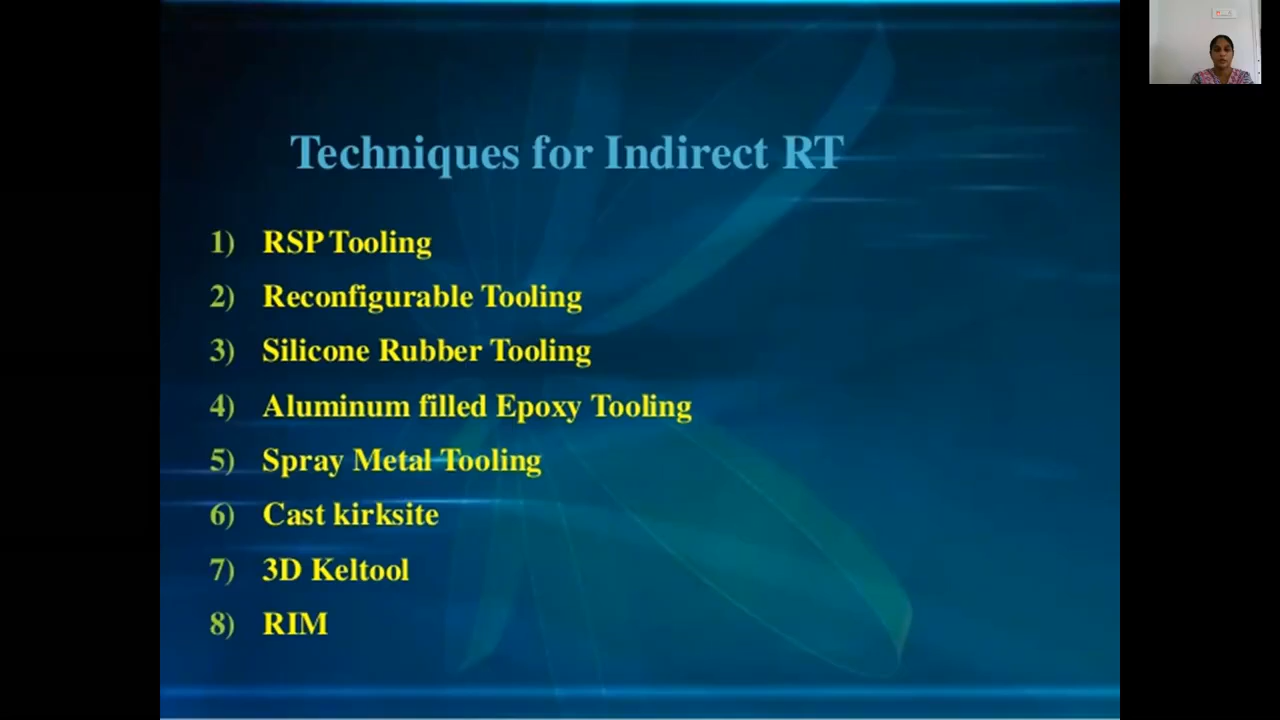 Techniques for Indirect RT
1) RSP Tooling
2) Reconfigurable Tooling
3) Silicone Rubber Tooling
4) Aluminum filled Epoxy Tooling
5) Spray Metal Tooling
6) Cast kirksite
7) 3D Keltool
8) RIM